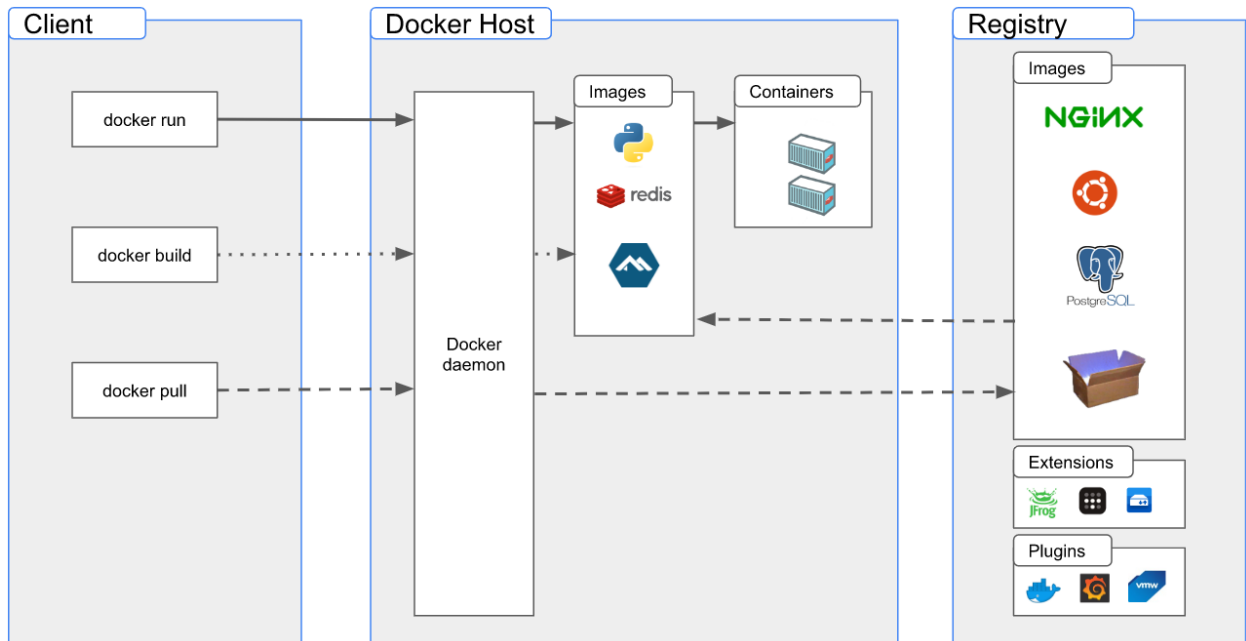 Client
docker run
docker build
docker pull
Docker Host
Docker
daemon
Images
redis
Containers
Registry
Images
NGINX
PostgreSQL
Extensions
JFrog
Plugins
vmw